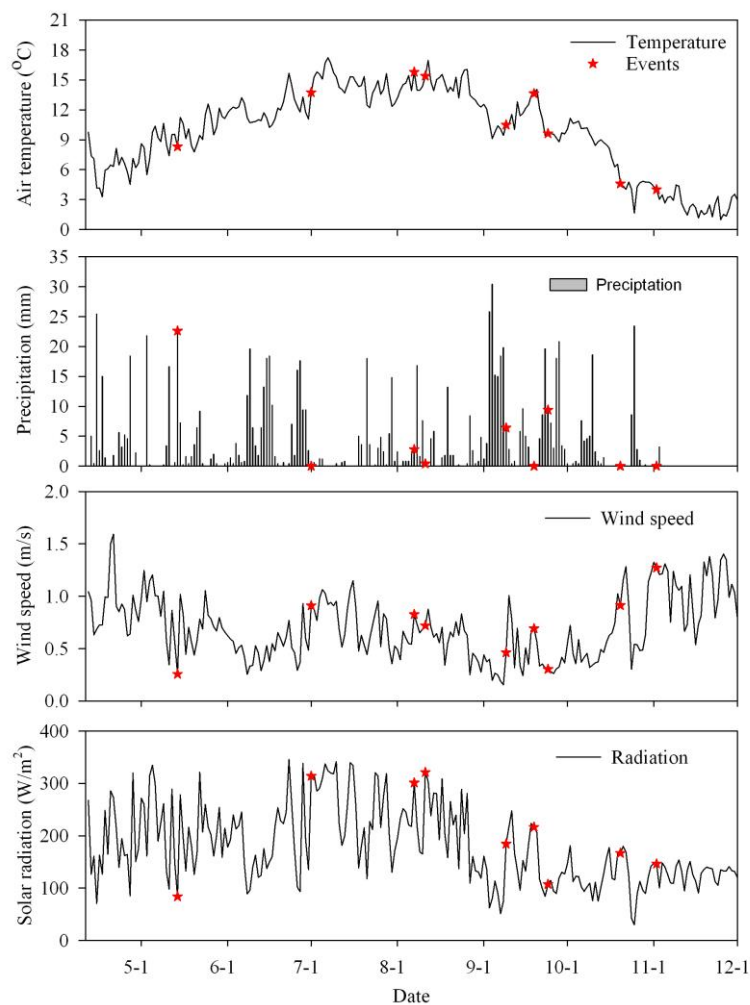 21
18
15
12
9
6
3
0
Air temperature (°C)
Temperature
Events
35
30
25
20
15
10
5
0
Precipitation (mm)
Preciptation
2.0
1.5
1.0
0.5
0.0
Wind speed (m/s)
Wind speed
400
300
200
100
0
Solar radiation (W/m²)
Radiation
5-1 6-1 7-1 8-1 9-1 10-1 11-1 12-1
Date